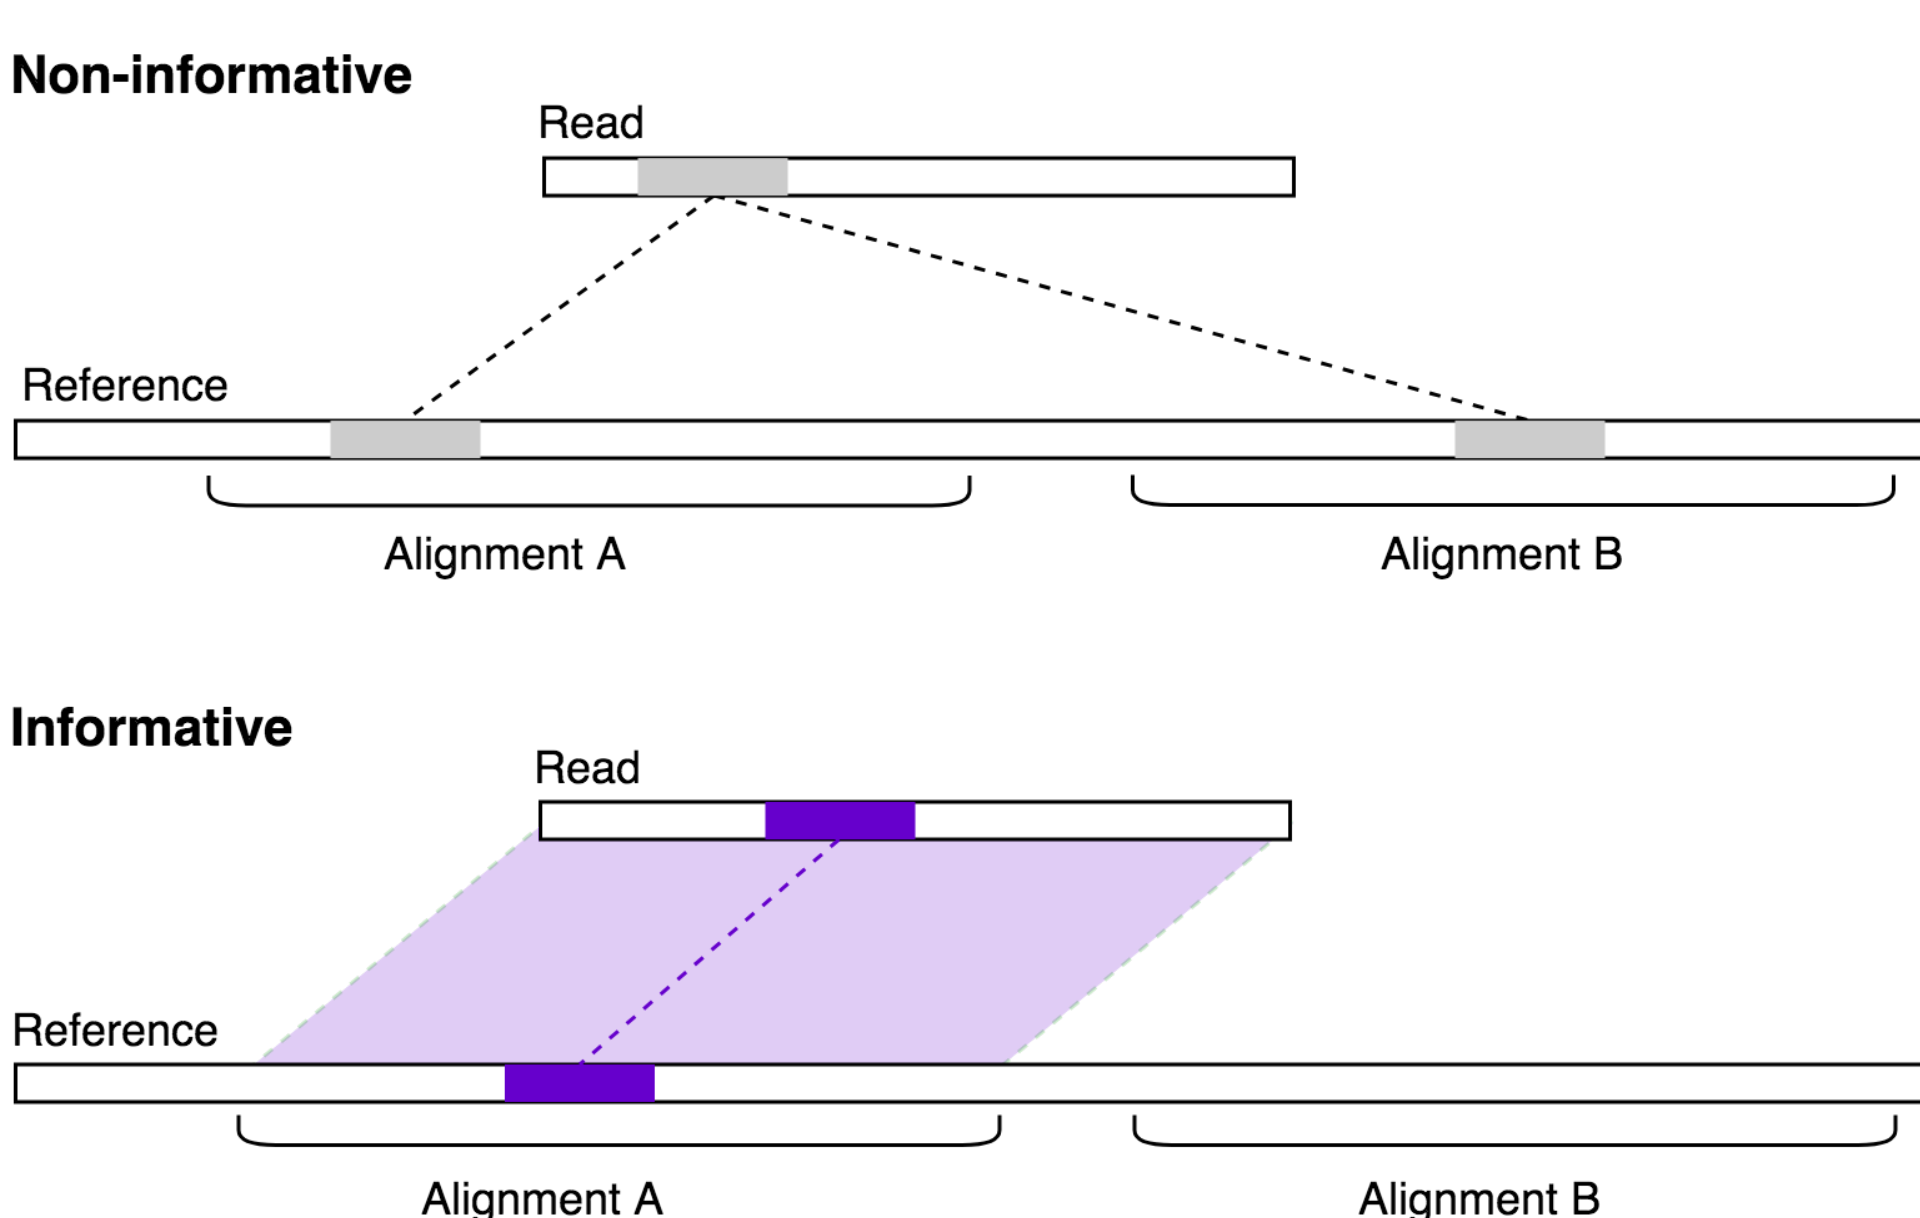 Non-informative
Read
Reference
Alignment A
Alignment B
Informative
Read
Reference
Alignment A
Alignment B